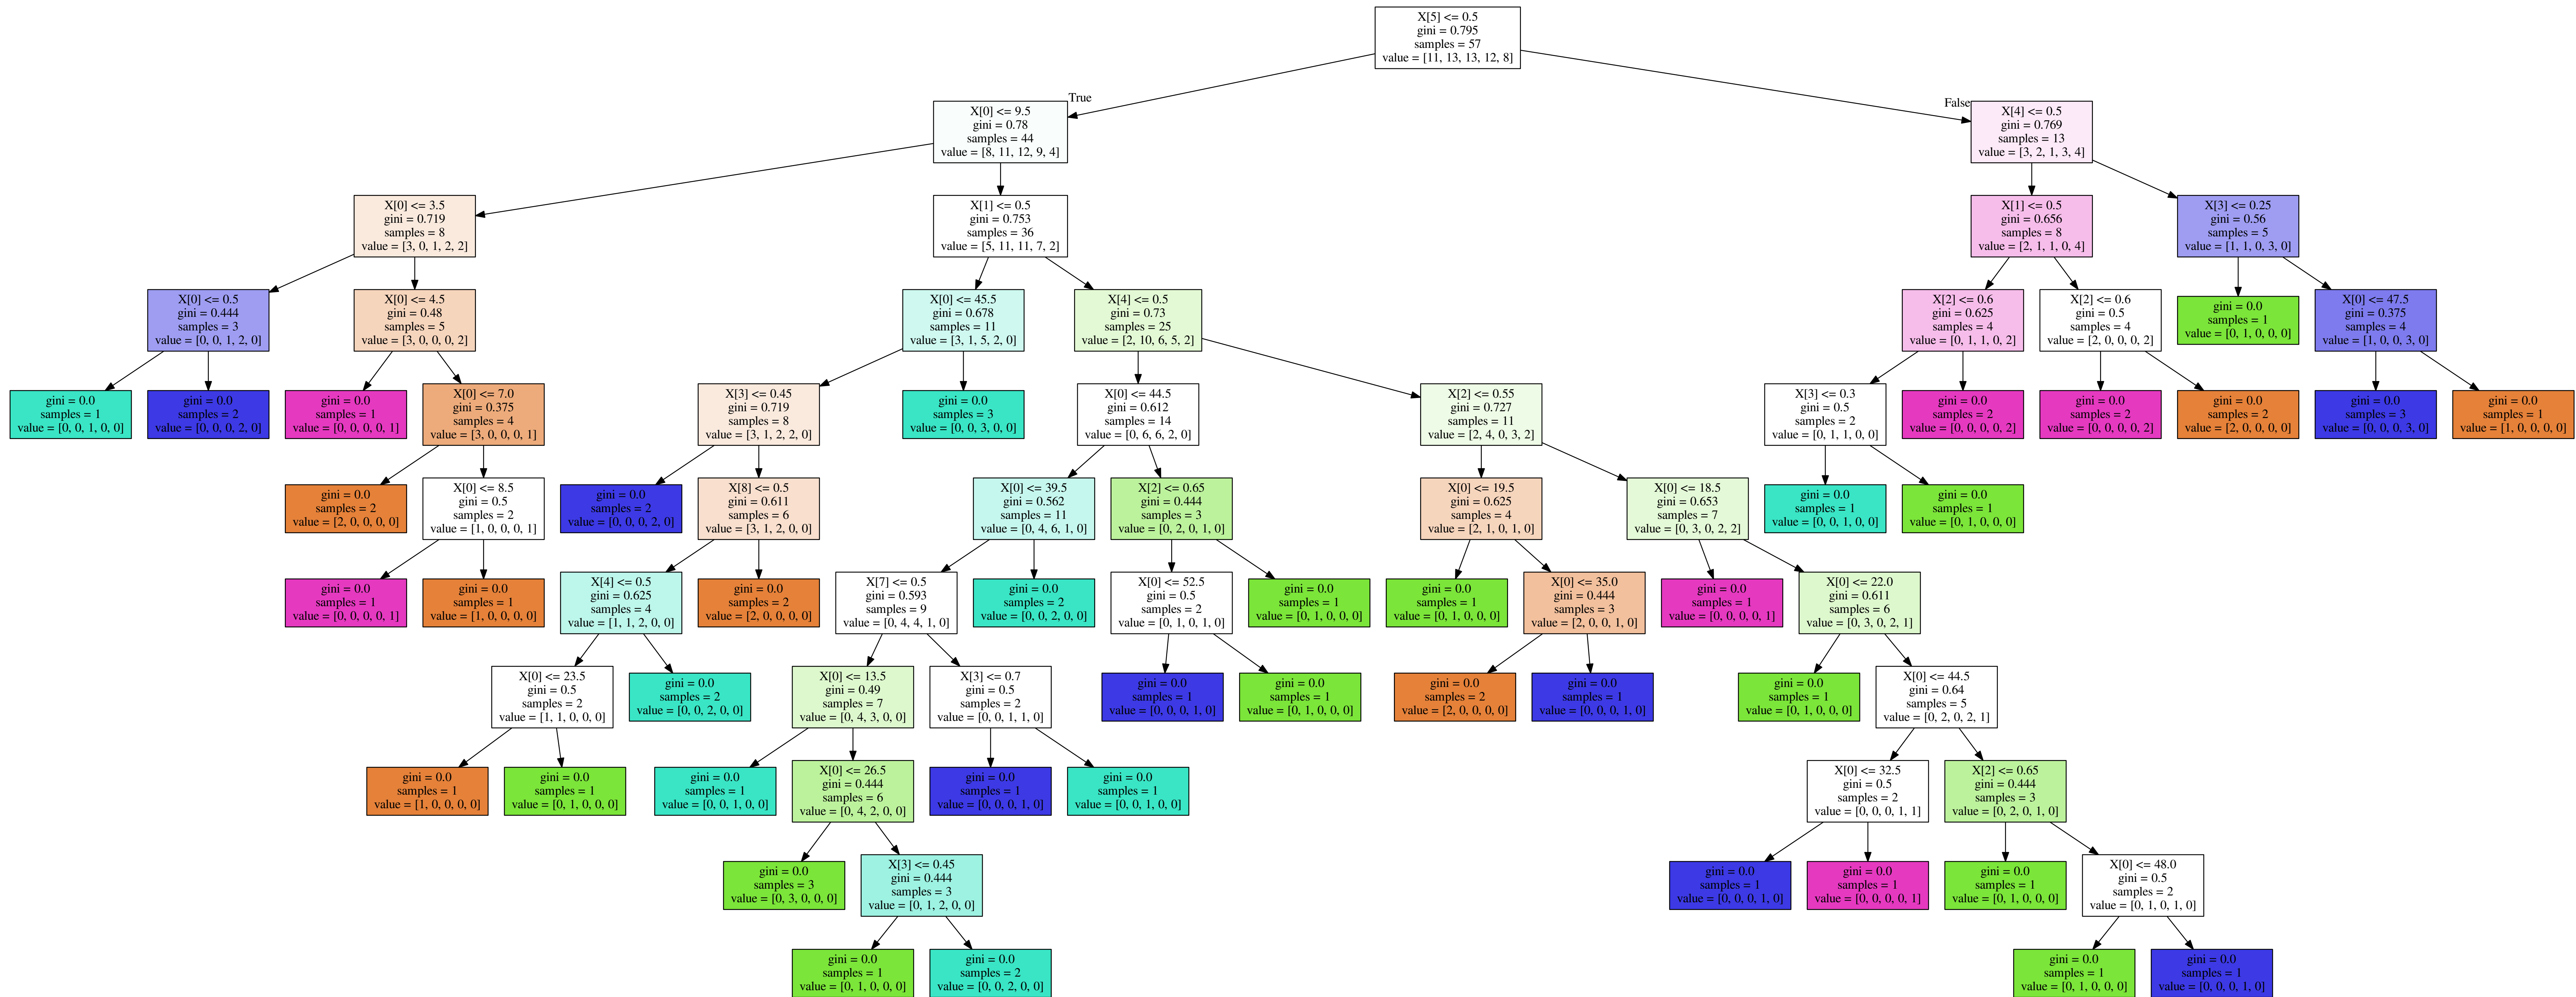 X[5] <= 0.5
gini = 0.795
samples = 57
value = [11, 13, 13, 12, 8]
True
False
X[0] <= 9.5
gini = 0.78
samples = 44
value = [8, 11, 12, 9, 4]
X[4] <= 0.5
gini = 0.769
samples = 13
value = [3, 2, 1, 3, 4]
X[0] <= 3.5
gini = 0.719
samples = 8
value = [3, 0, 1, 2, 2]
X[1] <= 0.5
gini = 0.753
samples = 36
value = [5, 11, 11, 7, 2]
X[1] <= 0.5
gini = 0.656
samples = 8
value = [2, 1, 1, 0, 4]
X[3] <= 0.25
gini = 0.56
samples = 5
value = [1, 1, 0, 3, 0]
X[0] <= 0.5
gini = 0.444
samples = 3
value = [0, 0, 1, 2, 0]
X[0] <= 4.5
gini = 0.48
samples = 5
value = [3, 0, 0, 0, 2]
X[0] <= 45.5
gini = 0.678
samples = 11
value = [3, 1, 5, 2, 0]
X[4] <= 0.5
gini = 0.73
samples = 25
value = [2, 10, 6, 5, 2]
X[2] <= 0.6
gini = 0.625
samples = 4
value = [0, 1, 1, 0, 2]
X[2] <= 0.6
gini = 0.5
samples = 4
value = [2, 0, 0, 0, 2]
gini = 0.0
samples = 1
value = [0, 1, 0, 0, 0]
X[0] <= 47.5
gini = 0.375
samples = 4
value = [1, 0, 0, 3, 0]
gini = 0.0
samples = 1
value = [0, 0, 1, 0, 0]
gini = 0.0
samples = 2
value = [0, 0, 0, 2, 0]
gini = 0.0
samples = 1
value = [0, 0, 0, 0, 1]
X[0] <= 7.0
gini = 0.375
samples = 4
value = [3, 0, 0, 0, 1]
X[3] <= 0.45
gini = 0.719
samples = 8
value = [3, 1, 2, 2, 0]
gini = 0.0
samples = 3
value = [0, 0, 3, 0, 0]
X[0] <= 44.5
gini = 0.612
samples = 14
value = [0, 6, 6, 2, 0]
X[2] <= 0.55
gini = 0.727
samples = 11
value = [2, 4, 0, 3, 2]
X[3] <= 0.3
gini = 0.5
samples = 2
value = [0, 1, 1, 0, 0]
gini = 0.0
samples = 2
value = [0, 0, 0, 0, 2]
gini = 0.0
samples = 2
value = [0, 0, 0, 0, 2]
gini = 0.0
samples = 2
value = [2, 0, 0, 0, 0]
gini = 0.0
samples = 3
value = [0, 0, 0, 3, 0]
gini = 0.0
samples = 1
value = [1, 0, 0, 0, 0]
gini = 0.0
samples = 2
value = [2, 0, 0, 0, 0]
X[0] <= 8.5
gini = 0.5
samples = 2
value = [1, 0, 0, 0, 1]
gini = 0.0
samples = 2
value = [0, 0, 0, 2, 0]
X[8] <= 0.5
gini = 0.611
samples = 6
value = [3, 1, 2, 0, 0]
X[0] <= 39.5
gini = 0.562
samples = 11
value = [0, 4, 6, 1, 0]
X[2] <= 0.65
gini = 0.444
samples = 3
value = [0, 2, 0, 1, 0]
X[0] <= 19.5
gini = 0.625
samples = 4
value = [2, 1, 0, 1, 0]
X[0] <= 18.5
gini = 0.653
samples = 7
value = [0, 3, 0, 2, 2]
gini = 0.0
samples = 1
value = [0, 0, 1, 0, 0]
gini = 0.0
samples = 1
value = [0, 1, 0, 0, 0]
gini = 0.0
samples = 1
value = [0, 0, 0, 0, 1]
gini = 0.0
samples = 1
value = [1, 0, 0, 0, 0]
X[4] <= 0.5
gini = 0.625
samples = 4
value = [1, 1, 2, 0, 0]
gini = 0.0
samples = 2
value = [2, 0, 0, 0, 0]
X[7] <= 0.5
gini = 0.593
samples = 9
value = [0, 4, 4, 1, 0]
gini = 0.0
samples = 2
value = [0, 0, 2, 0, 0]
X[0] <= 52.5
gini = 0.5
samples = 2
value = [0, 1, 0, 1, 0]
gini = 0.0
samples = 1
value = [0, 1, 0, 0, 0]
gini = 0.0
samples = 1
value = [0, 1, 0, 0, 0]
X[0] <= 35.0
gini = 0.444
samples = 3
value = [2, 0, 0, 1, 0]
gini = 0.0
samples = 1
value = [0, 0, 0, 0, 1]
X[0] <= 22.0
gini = 0.611
samples = 6
value = [0, 3, 0, 2, 1]
X[0] <= 23.5
gini = 0.5
samples = 2
value = [1, 1, 0, 0, 0]
gini = 0.0
samples = 2
value = [0, 0, 2, 0, 0]
X[0] <= 13.5
gini = 0.49
samples = 7
value = [0, 4, 3, 0, 0]
X[3] <= 0.7
gini = 0.5
samples = 2
value = [0, 0, 1, 1, 0]
gini = 0.0
samples = 1
value = [0, 0, 0, 1, 0]
gini = 0.0
samples = 1
value = [0, 1, 0, 0, 0]
gini = 0.0
samples = 2
value = [2, 0, 0, 0, 0]
gini = 0.0
samples = 1
value = [0, 0, 0, 1, 0]
gini = 0.0
samples = 1
value = [0, 1, 0, 0, 0]
X[0] <= 44.5
gini = 0.64
samples = 5
value = [0, 2, 0, 2, 1]
gini = 0.0
samples = 1
value = [1, 0, 0, 0, 0]
gini = 0.0
samples = 1
value = [0, 1, 0, 0, 0]
gini = 0.0
samples = 1
value = [0, 0, 1, 0, 0]
X[0] <= 26.5
gini = 0.444
samples = 6
value = [0, 4, 2, 0, 0]
gini = 0.0
samples = 1
value = [0, 0, 0, 1, 0]
gini = 0.0
samples = 1
value = [0, 0, 1, 0, 0]
X[0] <= 32.5
gini = 0.5
samples = 2
value = [0, 0, 0, 1, 1]
X[2] <= 0.65
gini = 0.444
samples = 3
value = [0, 2, 0, 1, 0]
gini = 0.0
samples = 3
value = [0, 3, 0, 0, 0]
X[3] <= 0.45
gini = 0.444
samples = 3
value = [0, 1, 2, 0, 0]
gini = 0.0
samples = 1
value = [0, 0, 0, 1, 0]
gini = 0.0
samples = 1
value = [0, 0, 0, 0, 1]
gini = 0.0
samples = 1
value = [0, 1, 0, 0, 0]
X[0] <= 48.0
gini = 0.5
samples = 2
value = [0, 1, 0, 1, 0]
gini = 0.0
samples = 1
value = [0, 1, 0, 0, 0]
gini = 0.0
samples = 2
value = [0, 0, 2, 0, 0]
gini = 0.0
samples = 1
value = [0, 1, 0, 0, 0]
gini = 0.0
samples = 1
value = [0, 0, 0, 1, 0]